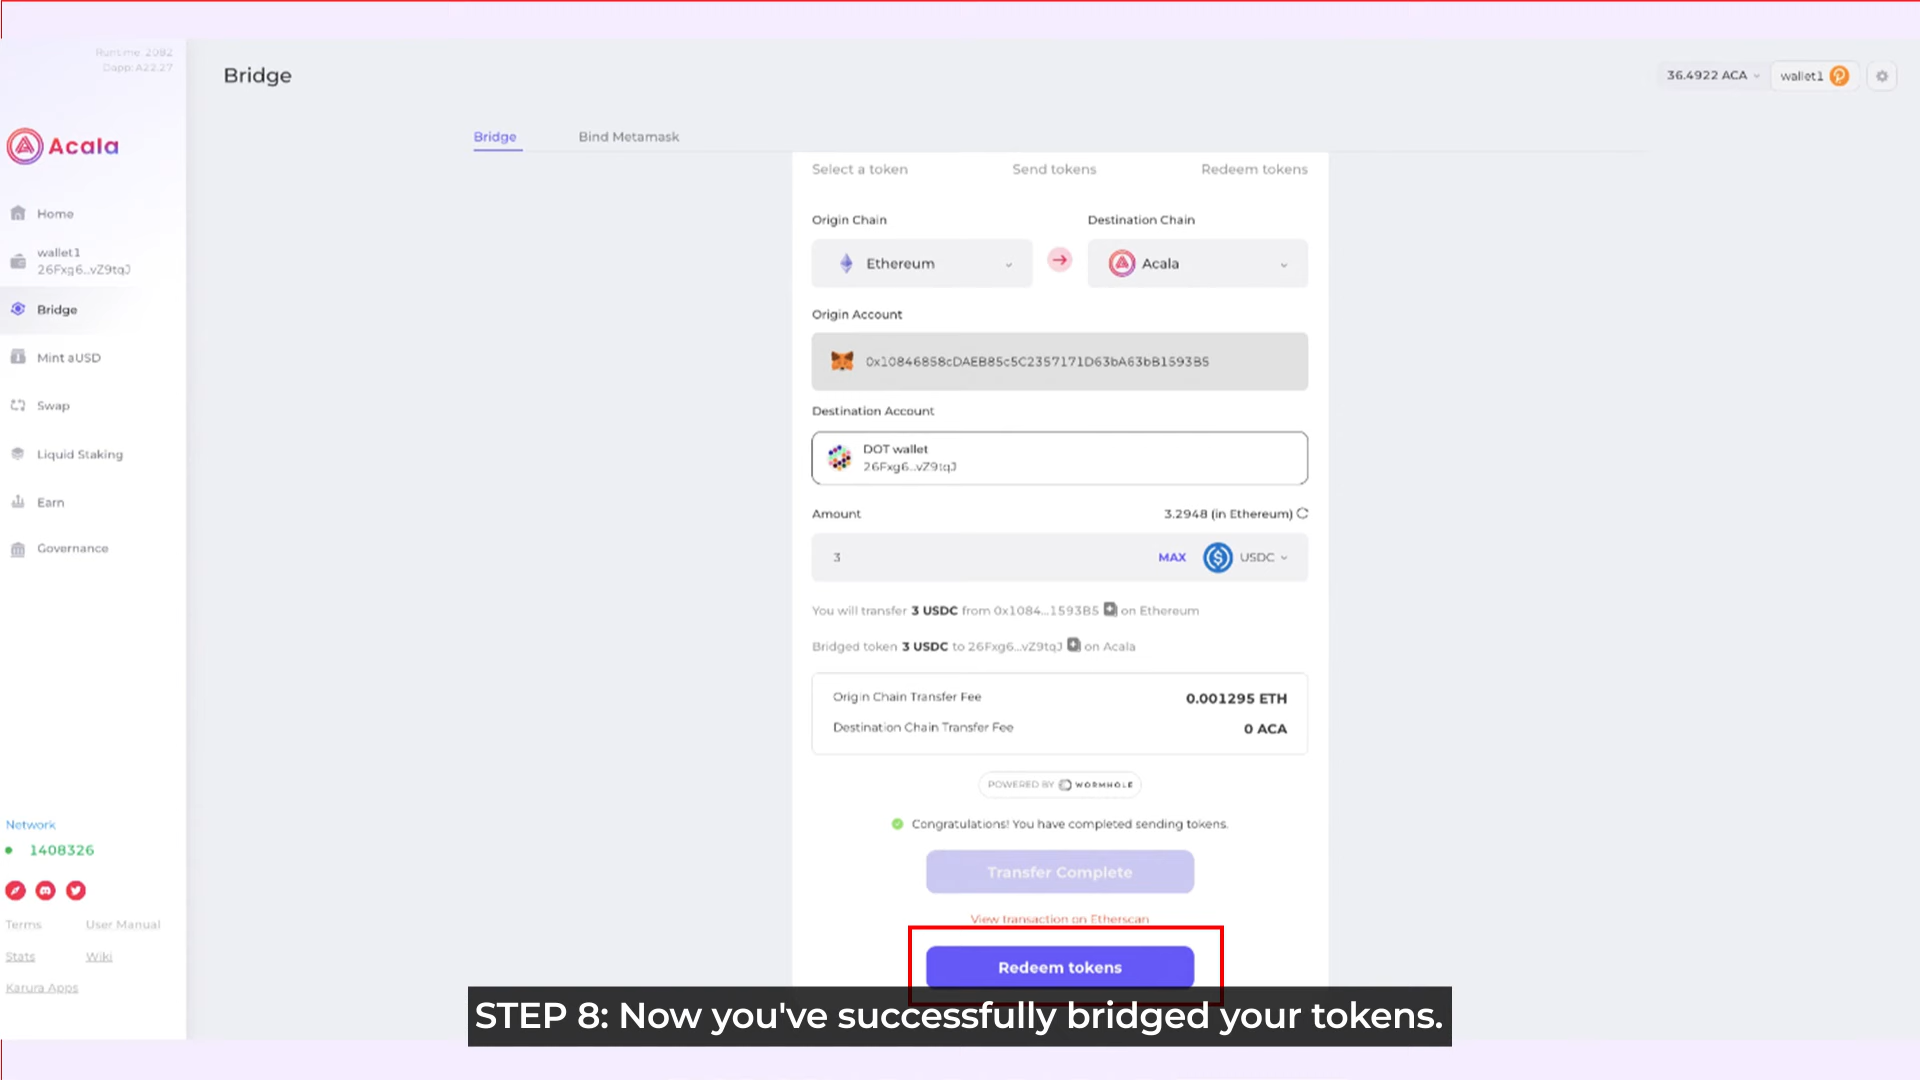 Runtime: 2082
Dapp: A22.27
Bridge
36.4922 ACA
wallet1
Acala
Bridge
Bind Metamask
Home
wallet1
26Fxg6...vZ9tqJ
Bridge
Mint aUSD
Swap
Liquid Staking
Earn
Governance
Network
1408326
Terms
User Manual
Stats
Wiki
Karura Apps
Select a token
Send tokens
Redeem tokens
Origin Chain
Destination Chain
Ethereum
Acala
Origin Account
0x10846858cDAEB85c5C2357171D63bA63bB1593B5
Destination Account
DOT wallet
26Fxg6...vZ9tqJ
Amount
3.2948 (in Ethereum)
3
MAX
USDC
You will transfer 3 USDC from 0x1084...1593B5 on Ethereum
Bridged token 3 USDC to 26Fxg6...vZ9tqJ on Acala
Origin Chain Transfer Fee
0.001295 ETH
Destination Chain Transfer Fee
0 ACA
POWERED BY WORMHOLE
Congratulations! You have completed sending tokens.
Transfer Complete
View transaction on Etherscan
Redeem tokens
STEP 8: Now you've successfully bridged your tokens.